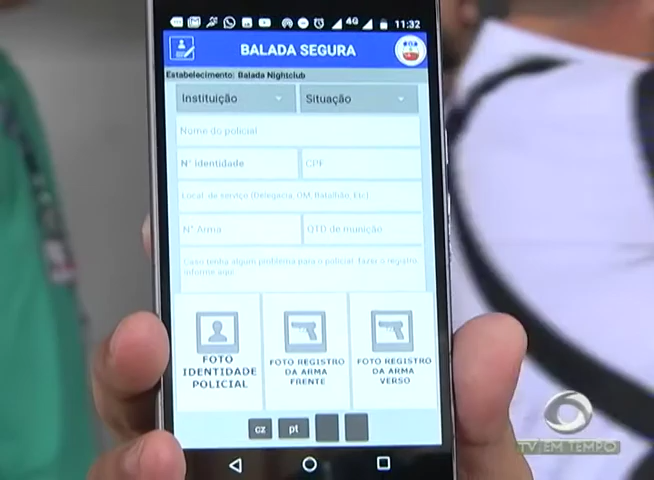 4G 11:32
BALADA SEGURA
Estabelecimento: Balada Nightclub
Instituição Situação
Nome do policial
N° identidade CPF
Local de serviço (Delegacia, OM, Batalhão, Etc)
N° Arma QTD de munição
Caso tenha algum problema para o policial fazer o registro
informe aqui
FOTO
IDENTIDADE
POLICIAL
FOTO REGISTRO
DA ARMA
FRENTE
FOTO REGISTRO
DA ARMA
VERSO
cz pt
TV EM TEMPO